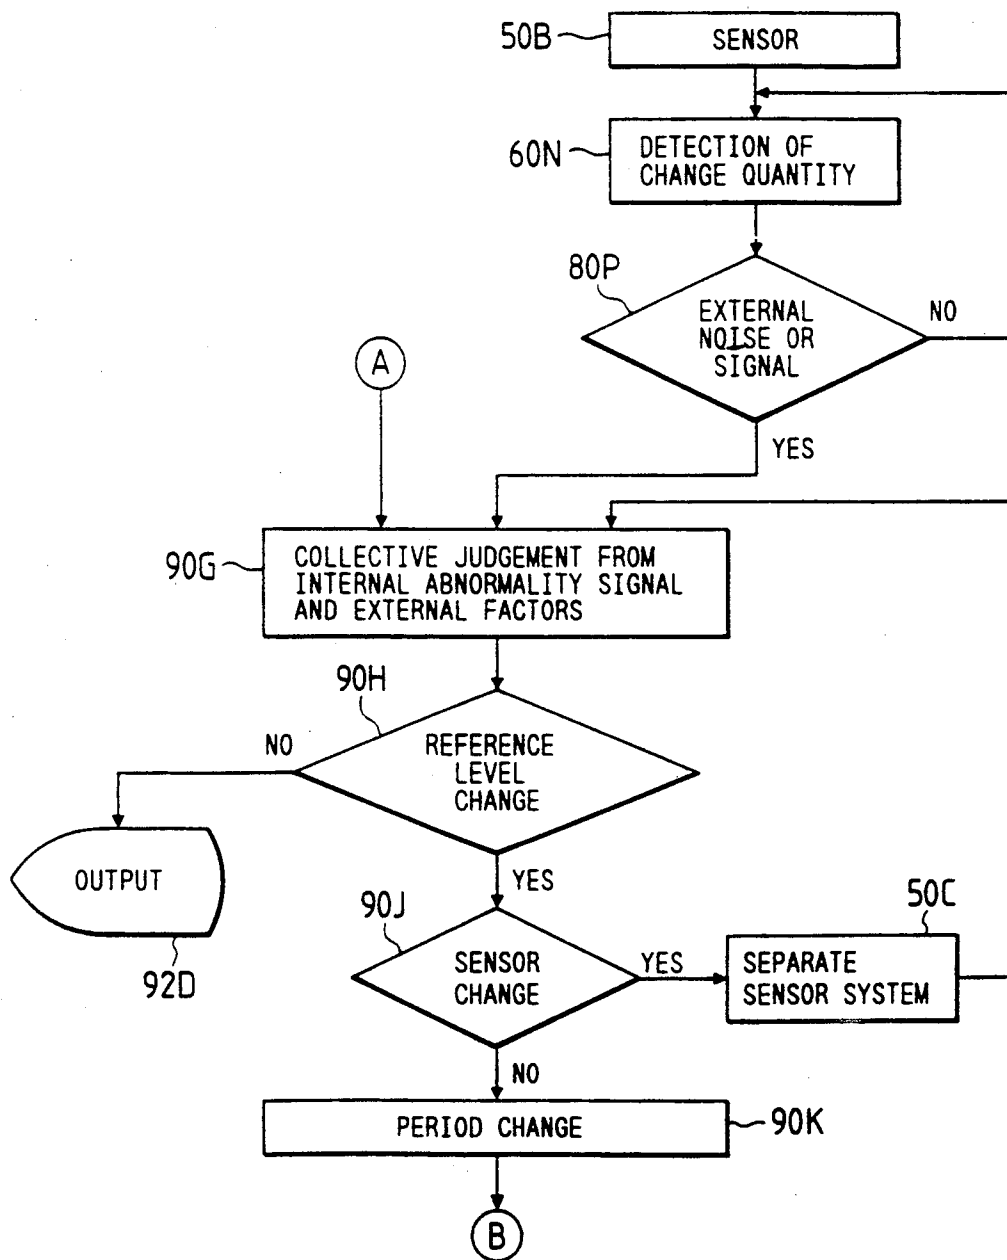 50B
SENSOR
60N
DETECTION OF
CHANGE QUANTITY
80P
EXTERNAL
NOISE OR
SIGNAL
NO
YES
A
90G
COLLECTIVE JUDGEMENT FROM
INTERNAL ABNORMALITY SIGNAL
AND EXTERNAL FACTORS
90H
REFERENCE
LEVEL
CHANGE
NO
OUTPUT
92D
YES
90J
SENSOR
CHANGE
YES
50C
SEPARATE
SENSOR SYSTEM
NO
PERIOD CHANGE
90K
B